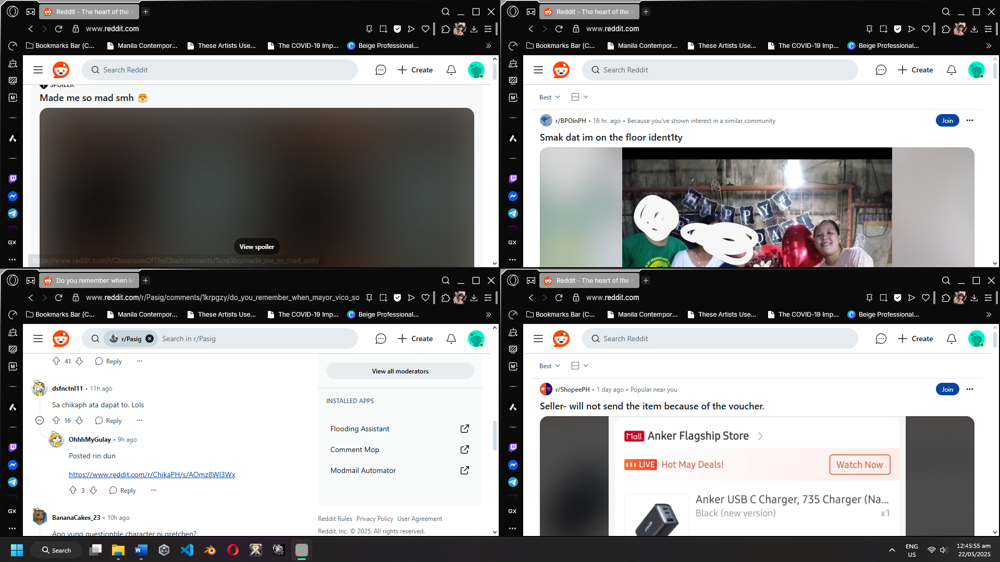 Reddit - The heart of the i
www.reddit.com
Bookmarks Bar (C...
Manila Contempor...
These Artists Use...
The COVID-19 Imp...
Beige Professional...
Search Reddit
Create
SPOILER
Made me so mad smh 😤
View spoiler
https://www.reddit.com/r/ClassroomOfTheElite/comments/1koq3bo/made_me_so_mad_smh/
GX
Reddit - The heart of the i
www.reddit.com
Bookmarks Bar (C...
Manila Contempor...
These Artists Use...
The COVID-19 Imp...
Beige Professional...
Search Reddit
Create
Best
r/BPOinPH • 16 hr. ago • Because you've shown interest in a similar community
Join
Smak dat im on the floor ident1ty
HAPPY
GX
Do you remember when M
www.reddit.com/r/Pasig/comments/1krpgzy/do_you_remember_when_mayor_vico_so
Bookmarks Bar (C...
Manila Contempor...
These Artists Use...
The COVID-19 Imp...
Beige Professional...
r/Pasig
Search in r/Pasig
Create
41
Reply
dsfnctnl11 • 11h ago
Sa chikaph ata dapat to. Lols
16
Reply
OhhhMyGulay • 9h ago
Posted rin dun
https://www.reddit.com/r/ChikaPH/s/AOmz8WI3Wx
3
Reply
BananaCakes_23 • 10h ago
Ano yung questionble character ni gretchen?
View all moderators
INSTALLED APPS
Flooding Assistant
Comment Mop
Modmail Automator
Reddit Rules Privacy Policy User Agreement
Reddit, Inc. © 2025. All rights reserved.
GX
Reddit - The heart of the i
www.reddit.com
Bookmarks Bar (C...
Manila Contempor...
These Artists Use...
The COVID-19 Imp...
Beige Professional...
Search Reddit
Create
Best
r/ShopeePH • 1 day ago • Popular near you
Join
Seller- will not send the item because of the voucher.
Mall Anker Flagship Store
LIVE Hot May Deals!
Watch Now
Anker USB C Charger, 735 Charger (Na...
Black (new version)
x1
GX
Search
ENG
US
12:45:55 am
22/05/2025